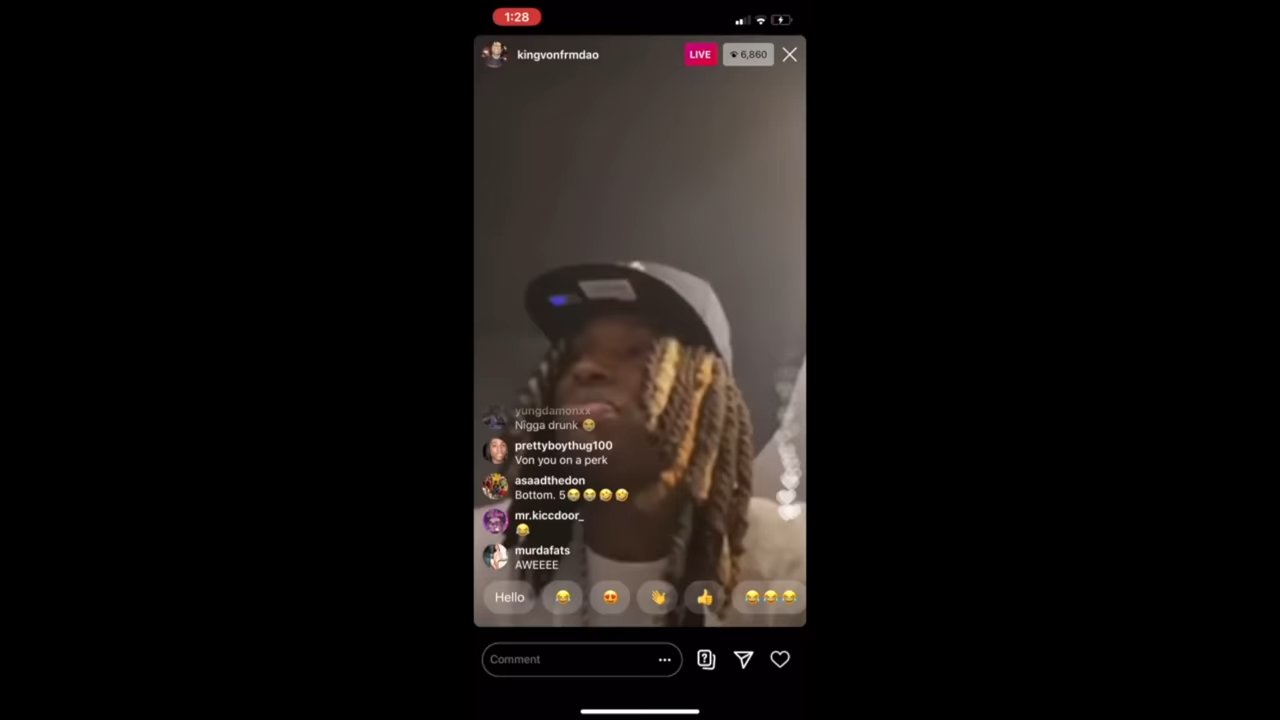 1:28
kingvonfrmdao
LIVE
6,860
yungdamonxx
Nigga drunk 😭
prettyboythug100
Von you on a perk
asaadthedon
Bottom. 5😭😭🤣🤣
mr.kiccdoor_
😂
murdafats
AWEEEE
Hello 😂 😍 👋 👍 😂😂😂
Comment